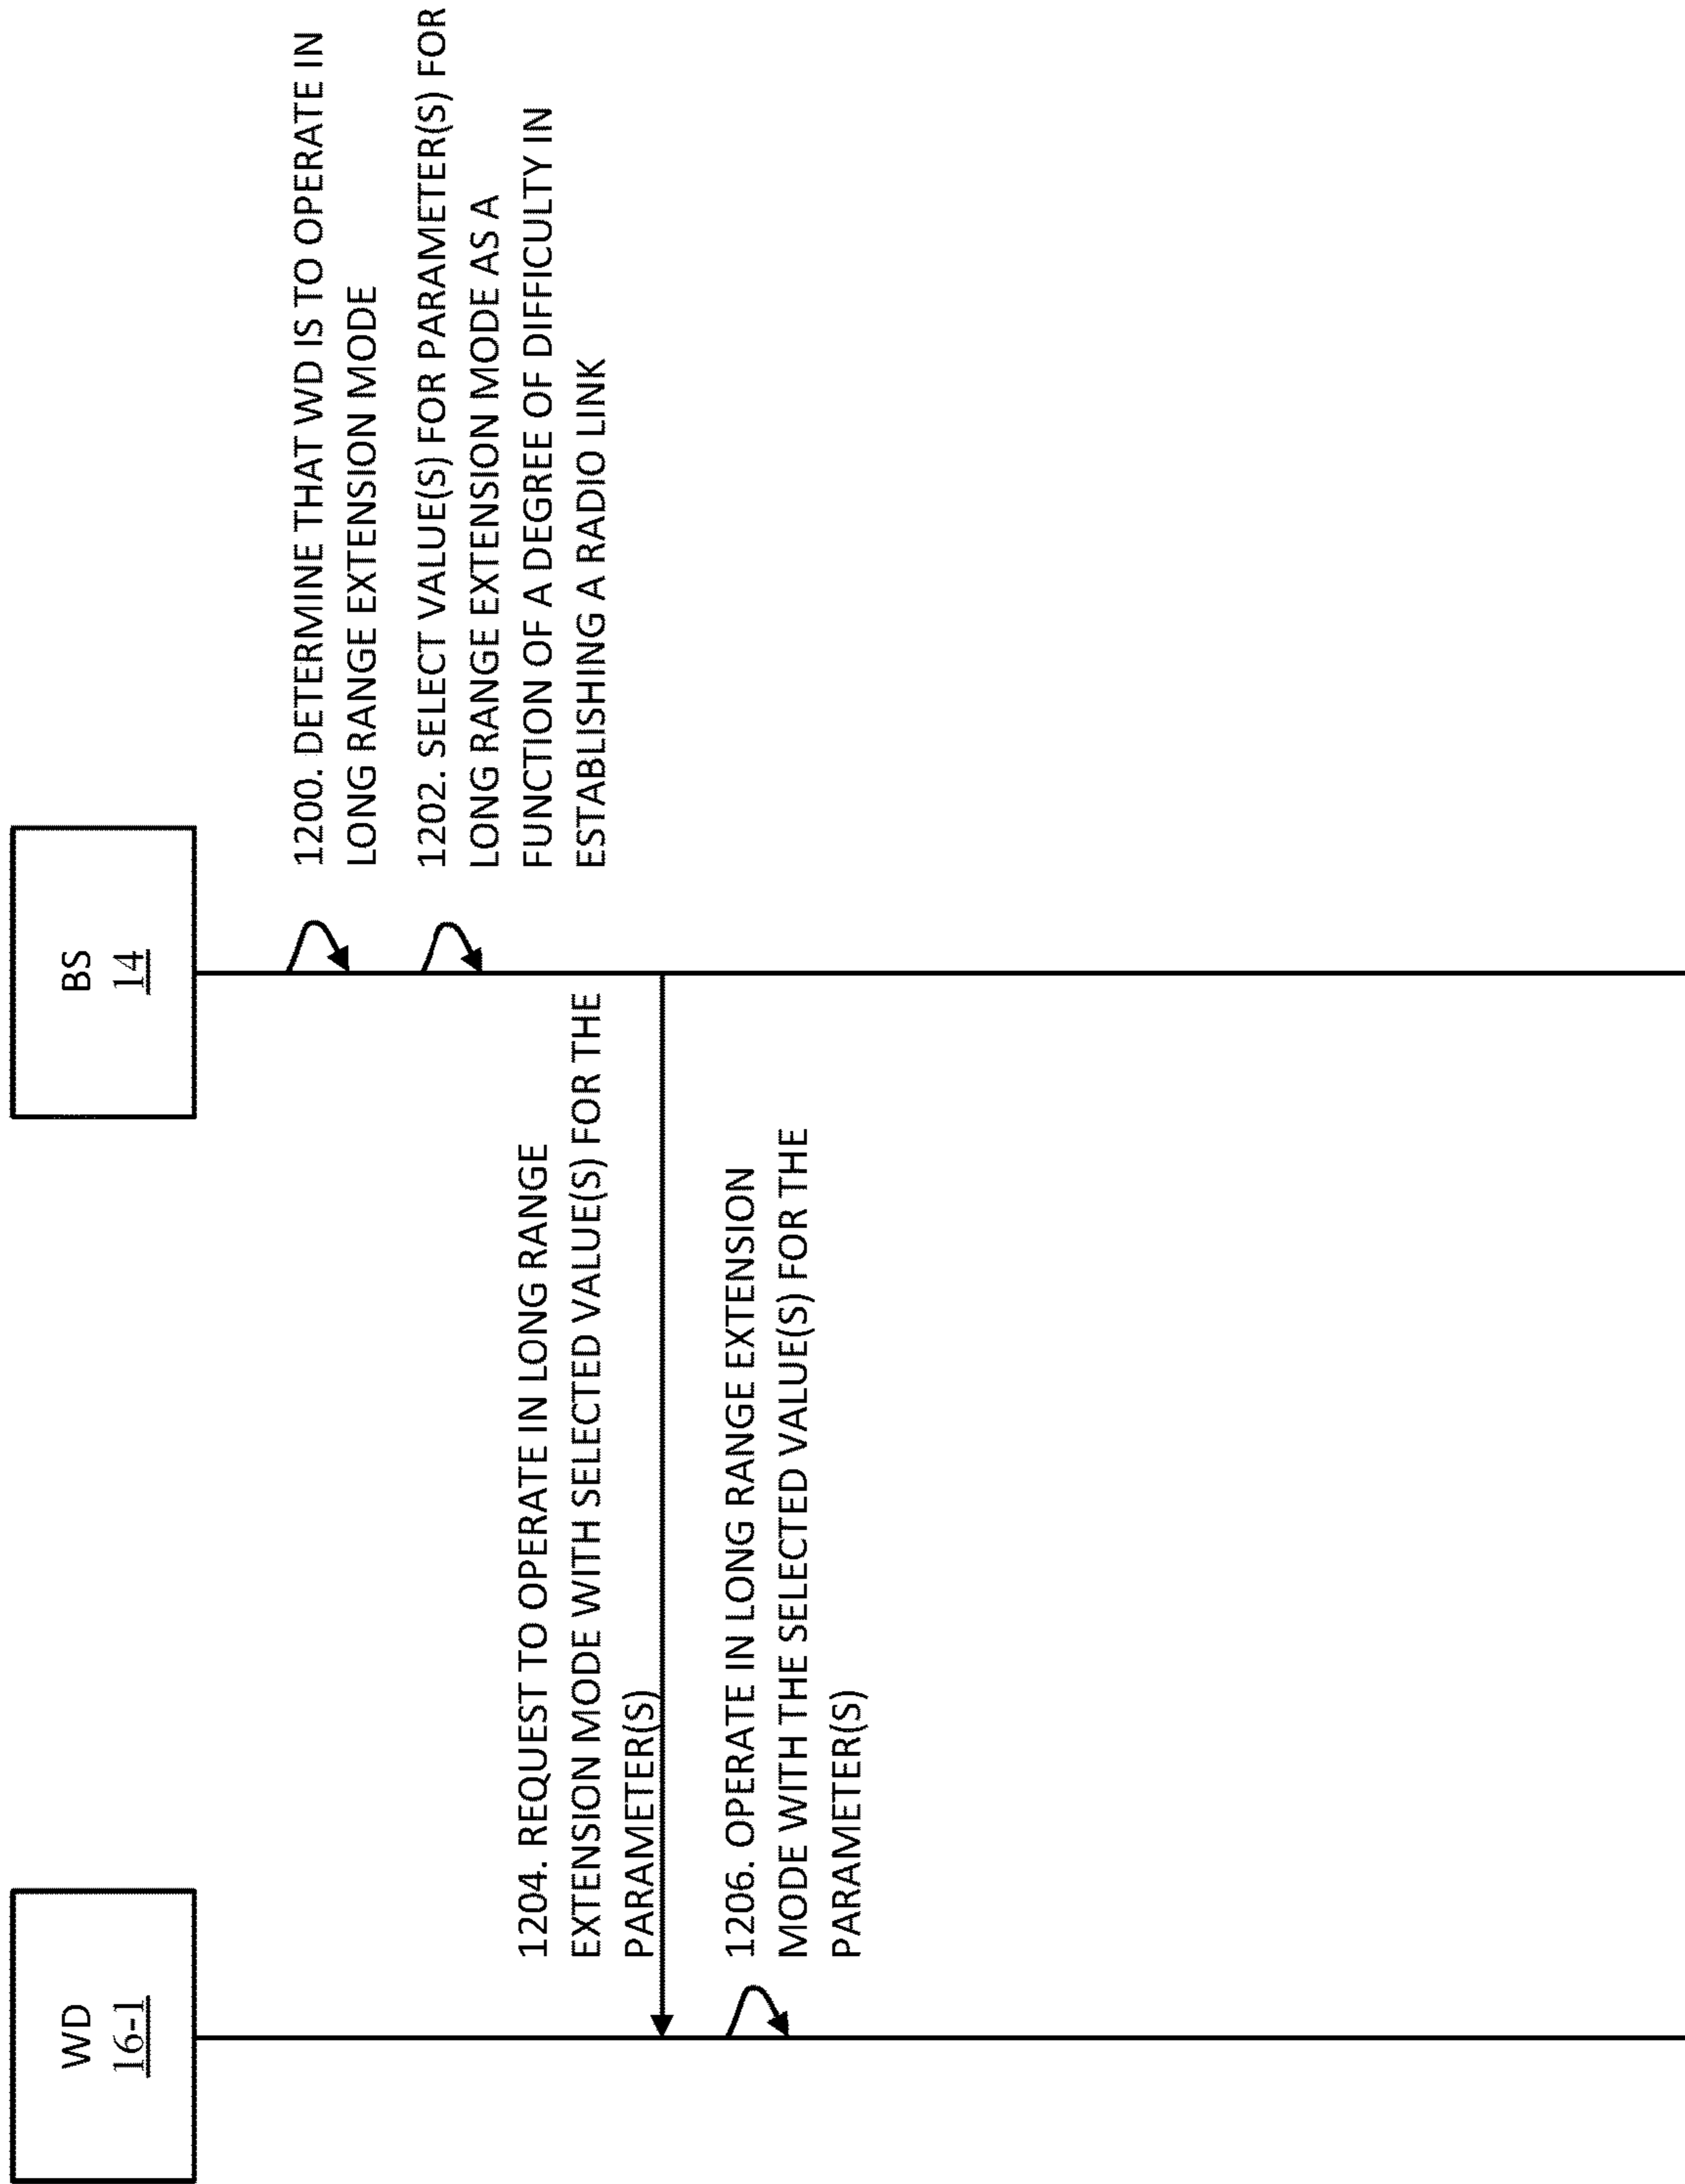 WD
16-1
BS
14
1200. DETERMINE THAT WD IS TO OPERATE IN
LONG RANGE EXTENSION MODE
1202. SELECT VALUE(S) FOR PARAMETER(S) FOR
LONG RANGE EXTENSION MODE AS A
FUNCTION OF A DEGREE OF DIFFICULTY IN
ESTABLISHING A RADIO LINK
1204. REQUEST TO OPERATE IN LONG RANGE
EXTENSION MODE WITH SELECTED VALUE(S) FOR THE
PARAMETER(S)
1206. OPERATE IN LONG RANGE EXTENSION
MODE WITH THE SELECTED VALUE(S) FOR THE
PARAMETER(S)